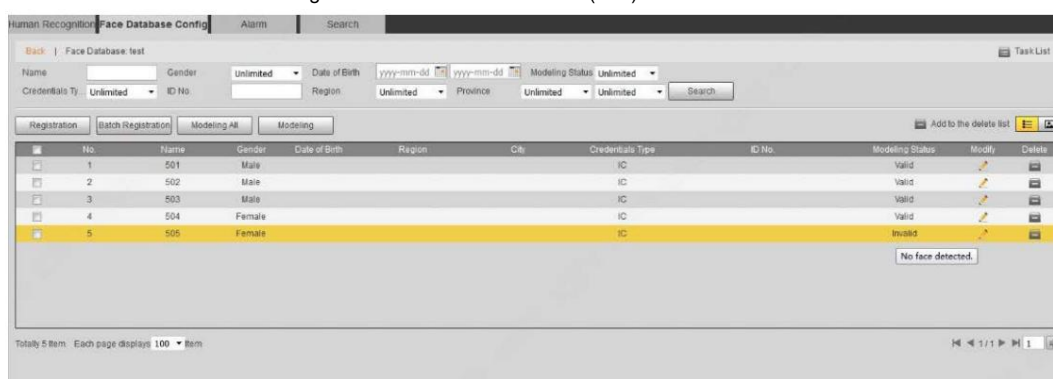 Human Recognition Face Database Config Alarm Search
Back | Face Database: test Task List
Name Gender Unlimited Date of Birth yyyy-mm-dd yyyy-mm-dd Modeling Status Unlimited
Credentials Ty... Unlimited ID No. Region Unlimited Province Unlimited Unlimited Search
Registration Batch Registration Modeling All Modeling Add to the delete list
No. Name Gender Date of Birth Region City Credentials Type ID No. Modeling Status Modify Delete
1 501 Male IC Valid
2 502 Male IC Valid
3 503 Male IC Valid
4 504 Female IC Valid
5 505 Female IC Invalid
No face detected.
Totally 5 Item Each page displays 100 Item 1/1 1